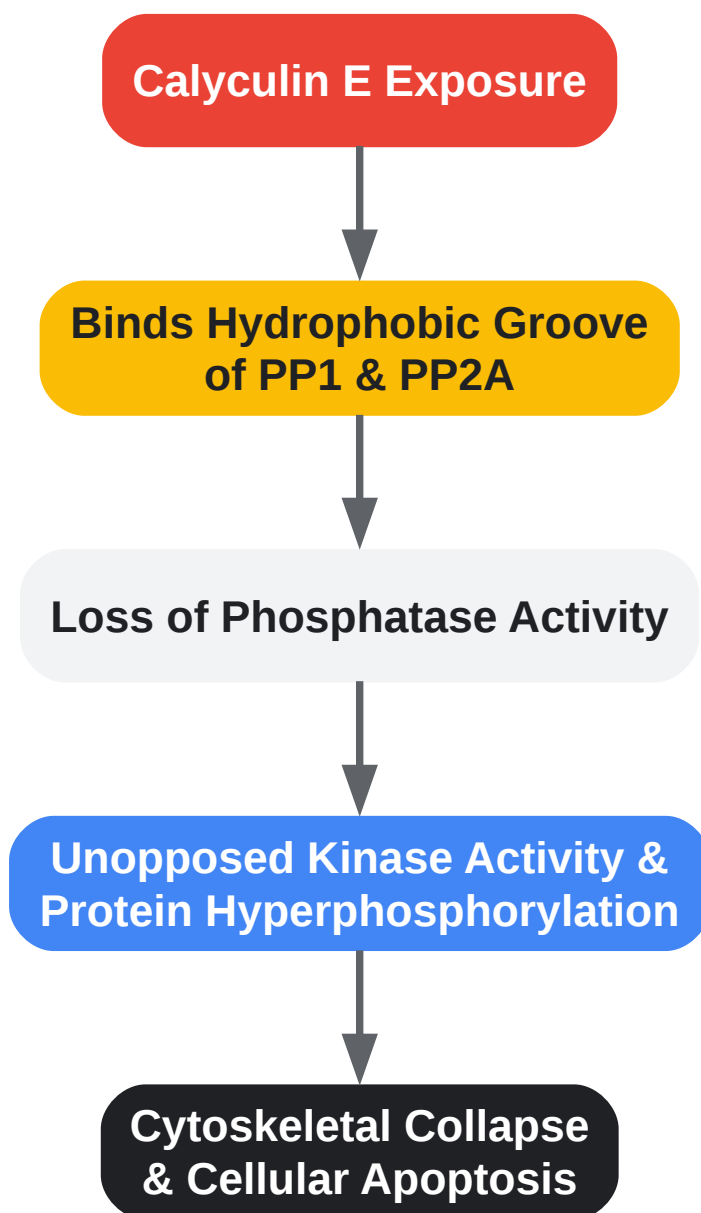 Calyculin E Exposure
Binds Hydrophobic Groove
of PP1 & PP2A
Loss of Phosphatase Activity
Unopposed Kinase Activity &
Protein Hyperphosphorylation
Cytoskeletal Collapse
& Cellular Apoptosis